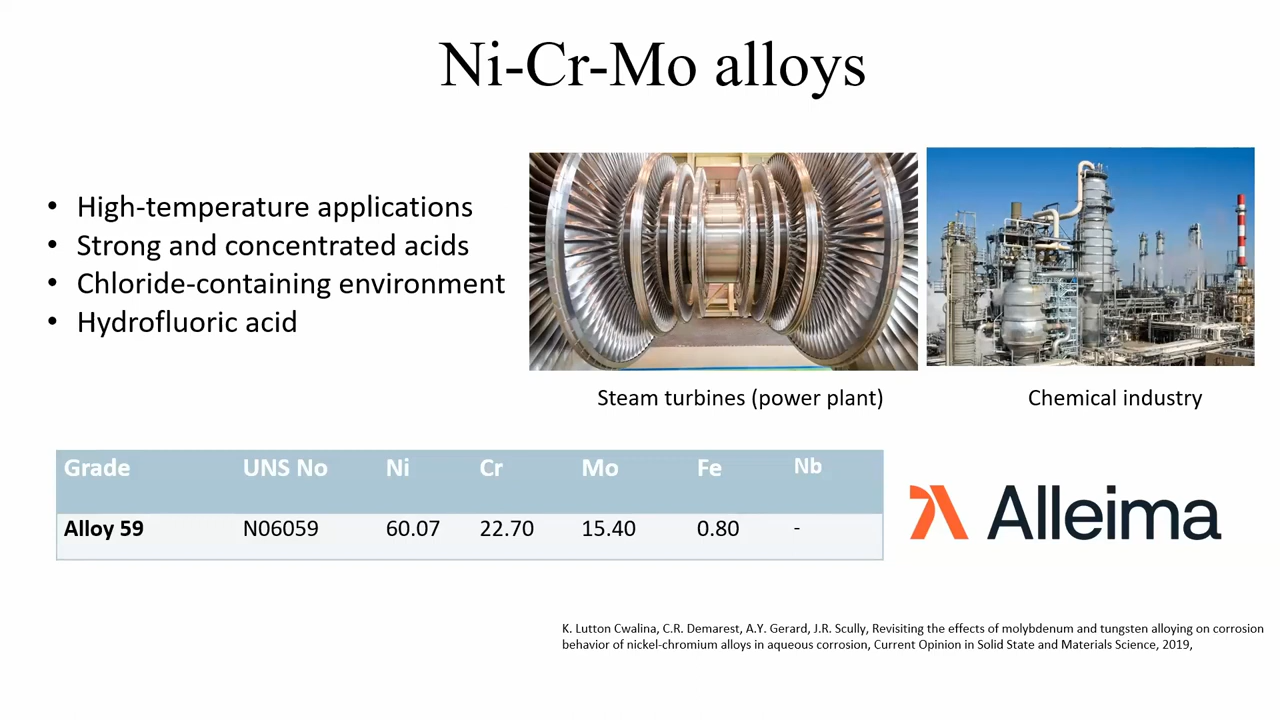 Ni-Cr-Mo alloys
• High-temperature applications
• Strong and concentrated acids
• Chloride-containing environment
• Hydrofluoric acid
Steam turbines (power plant)
Chemical industry
Grade UNS No Ni Cr Mo Fe Nb
Alloy 59 N06059 60.07 22.70 15.40 0.80 -
Alleima
K. Lutton Cwalina, C.R. Demarest, A.Y. Gerard, J.R. Scully, Revisiting the effects of molybdenum and tungsten alloying on corrosion
behavior of nickel-chromium alloys in aqueous corrosion, Current Opinion in Solid State and Materials Science, 2019,